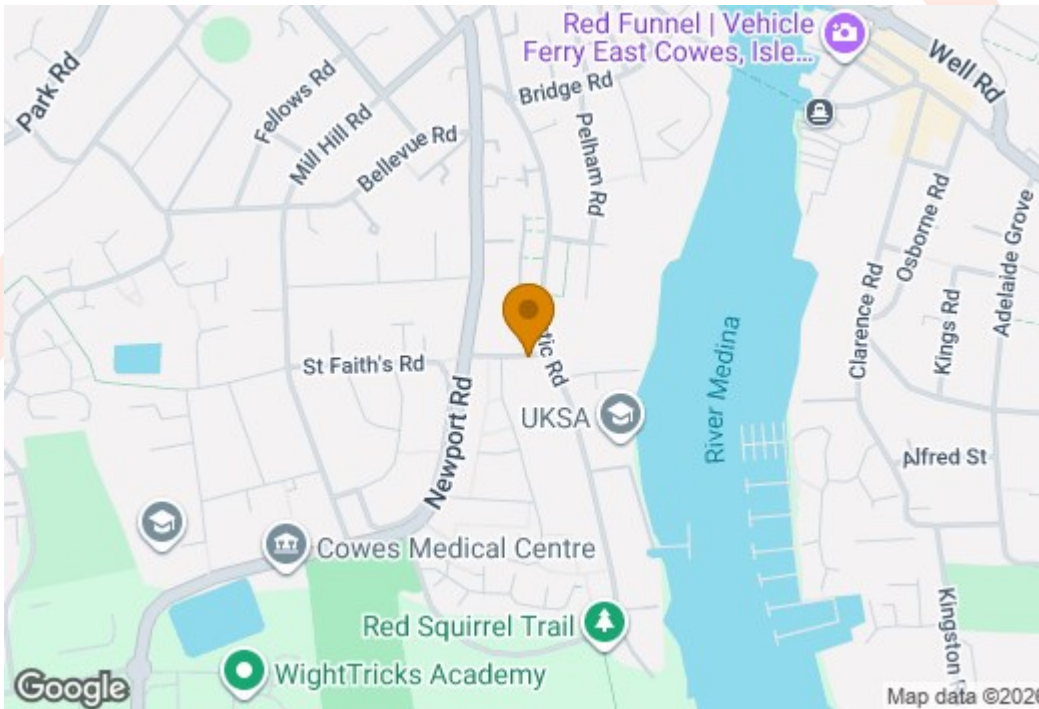 Red Funnel | Vehicle
Ferry East Cowes, Isle...
Well Rd
Park Rd
Fellows Rd
Bridge Rd
Mill Hill Rd
Pelham Rd
Bellevue Rd
Osborne Rd
Adelaide Grove
Clarence Rd
Kings Rd
River Medina
St Faith's Rd
tic Rd
UKSA
Newport Rd
Alfred St
Cowes Medical Centre
Kingston
Red Squirrel Trail
WightTricks Academy
Google
Map data ©2026